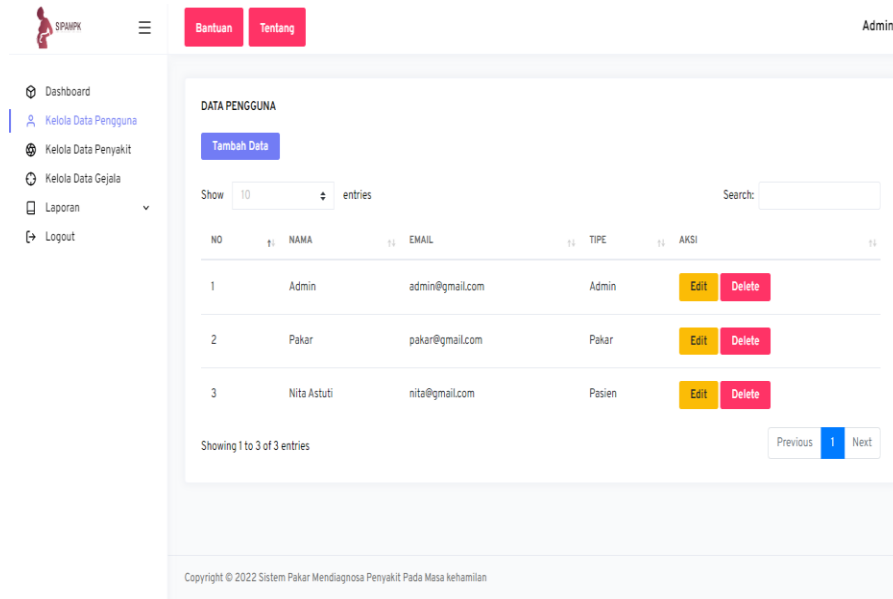 SIPAMPK
Bantuan Tentang Admin
Dashboard
Kelola Data Pengguna
Kelola Data Penyakit
Kelola Data Gejala
Laporan
Logout
DATA PENGGUNA
Tambah Data
Show 10 entries Search:
NO NAMA EMAIL TIPE AKSI
1 Admin admin@gmail.com Admin Edit Delete
2 Pakar pakar@gmail.com Pakar Edit Delete
3 Nita Astuti nita@gmail.com Pasien Edit Delete
Showing 1 to 3 of 3 entries Previous 1 Next
Copyright © 2022 Sistem Pakar Mendiagnosa Penyakit Pada Masa kehamilan